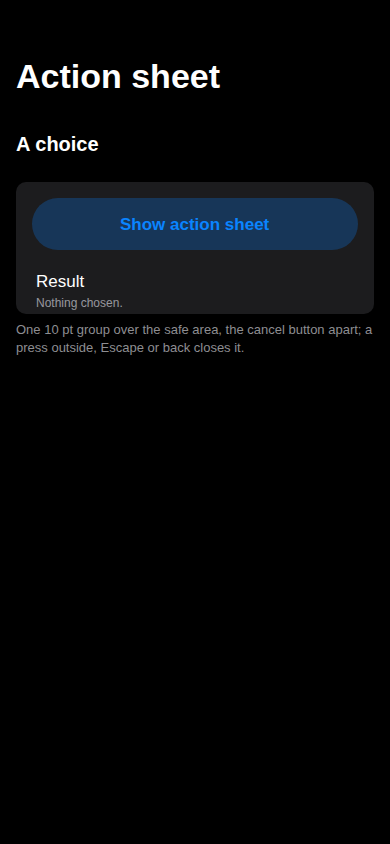 Action sheet
A choice
Show action sheet
Result
Nothing chosen.
One 10 pt group over the safe area, the cancel button apart; a
press outside, Escape or back closes it.